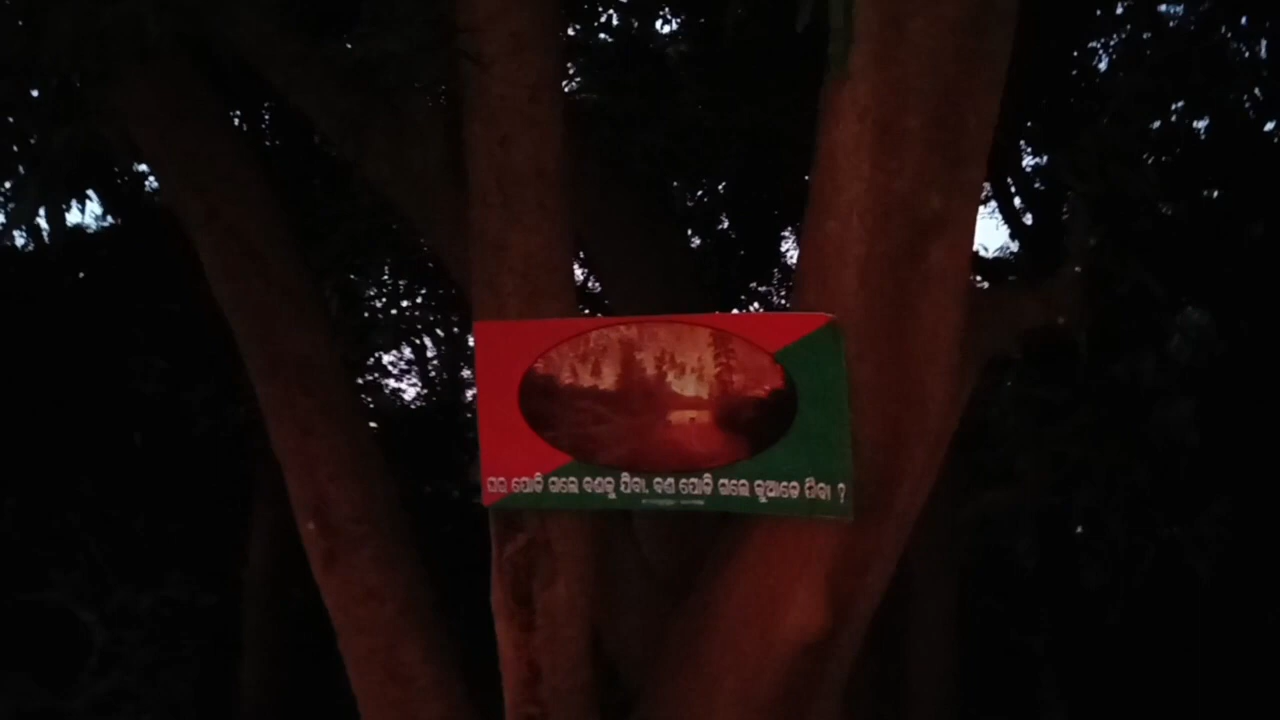 ଘର ପୋଡି ଗଲେ ବଣକୁ ଯିବା, ବଣ ପୋଡି ଗଲେ କୁଆଡେ ଯିବା ?